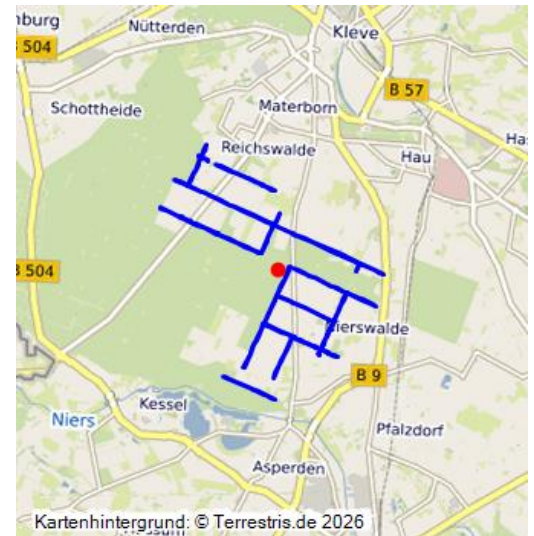 nburg
Nütterden
Kleve
B 504
B 57
Schottheide
Materborn
Ha
Reichswalde
Hau
B 504
ierswalde
B 9
Kessel
Niers
Pfalzdorf
Asperden
Kartenhintergrund: © Terrestris.de 2026